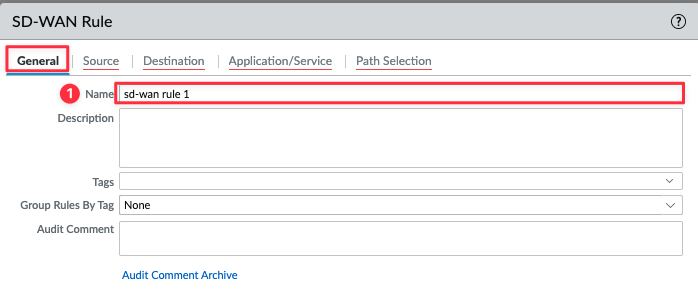 SD-WAN Rule
?
General Source Destination Application/Service Path Selection
1 Name sd-wan rule 1
Description
Tags
Group Rules By Tag None
Audit Comment
Audit Comment Archive